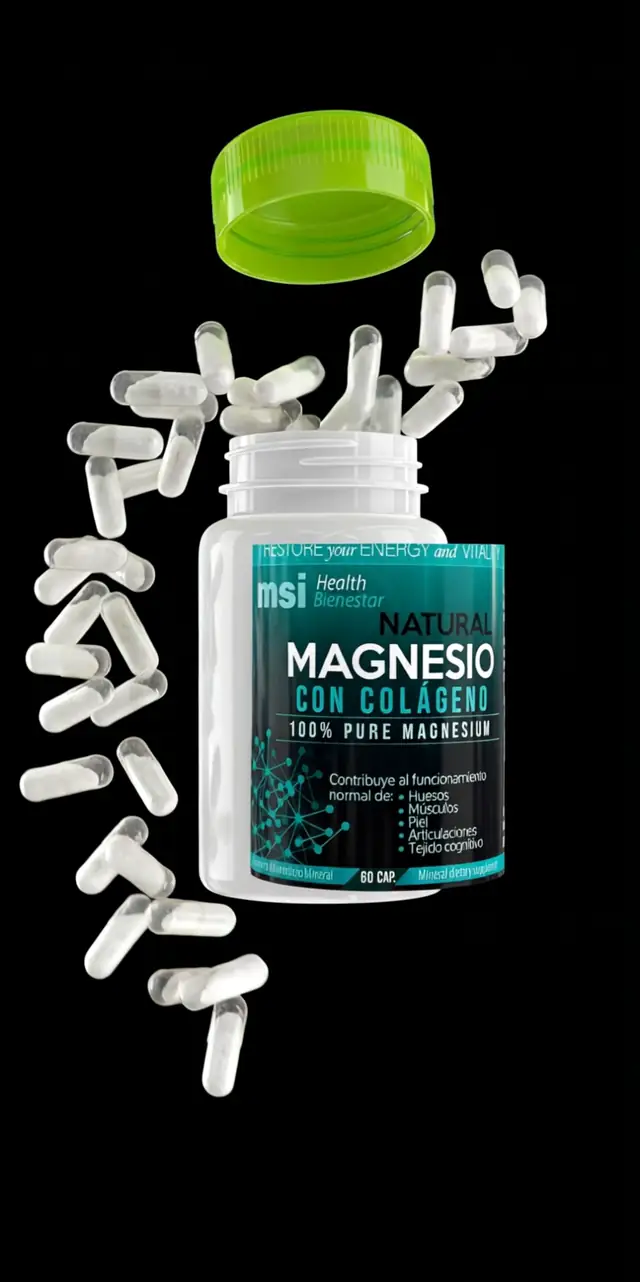 RESTORE your ENERGY and VITALITY
msi Health
Bienestar
NATURAL
MAGNESIO
CON COLÁGENO
100% PURE MAGNESIUM
Contribuye al funcionamiento
normal de: • Huesos
• Músculos
• Piel
• Articulaciones
• Tejido cognitivo
60 CAP.
Mineral dietary supplement